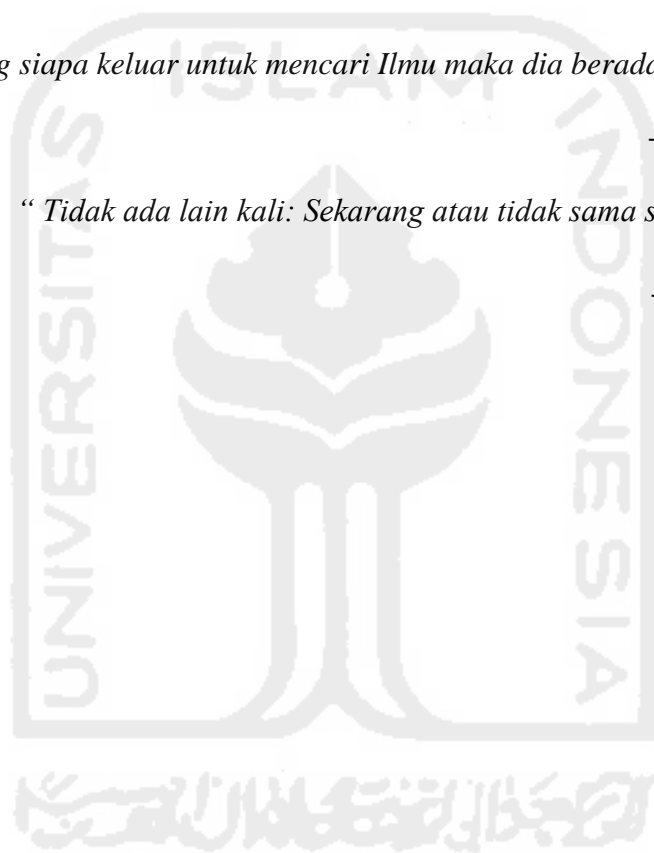 g siapa keluar untuk mencari Ilmu maka dia berada
“ Tidak ada lain kali: Sekarang atau tidak sama s
UNIVERSITAS ISLAM INDONESIA